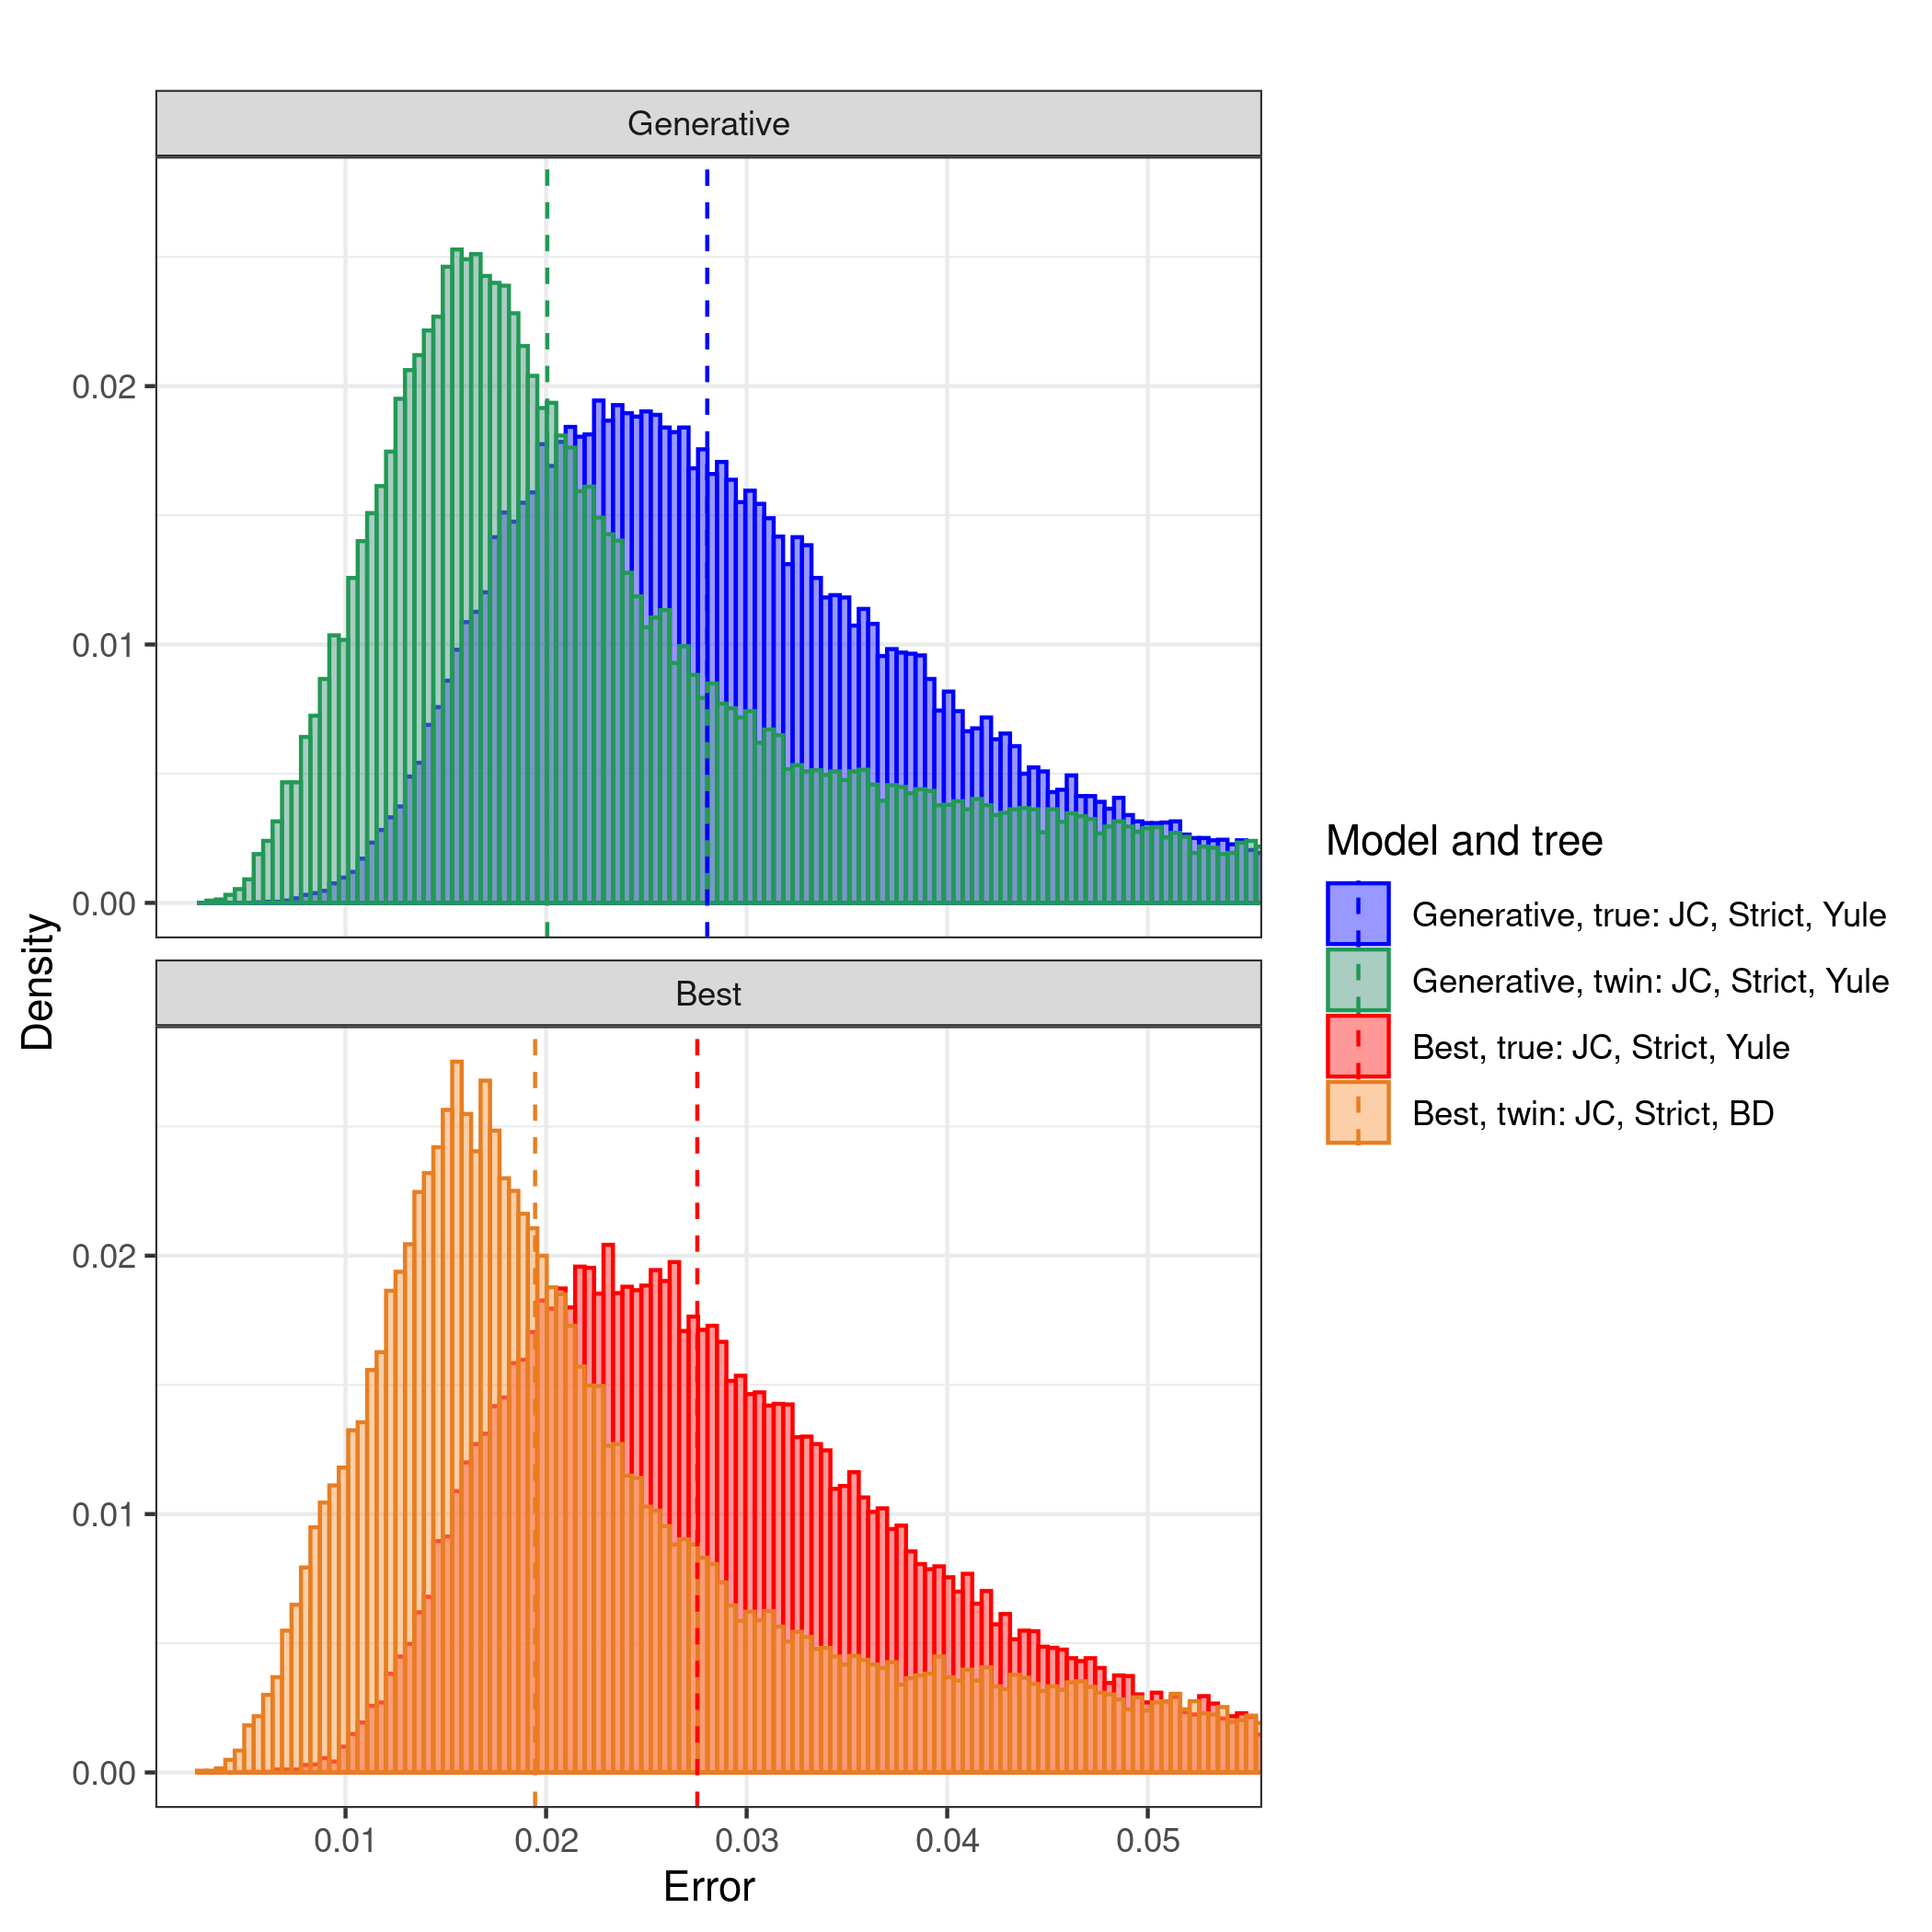 Generative
0.02
0.01
0.00
Density
Best
0.02
0.01
0.00
0.01 0.02 0.03 0.04 0.05
Error
Model and tree
Generative, true: JC, Strict, Yule
Generative, twin: JC, Strict, Yule
Best, true: JC, Strict, Yule
Best, twin: JC, Strict, BD